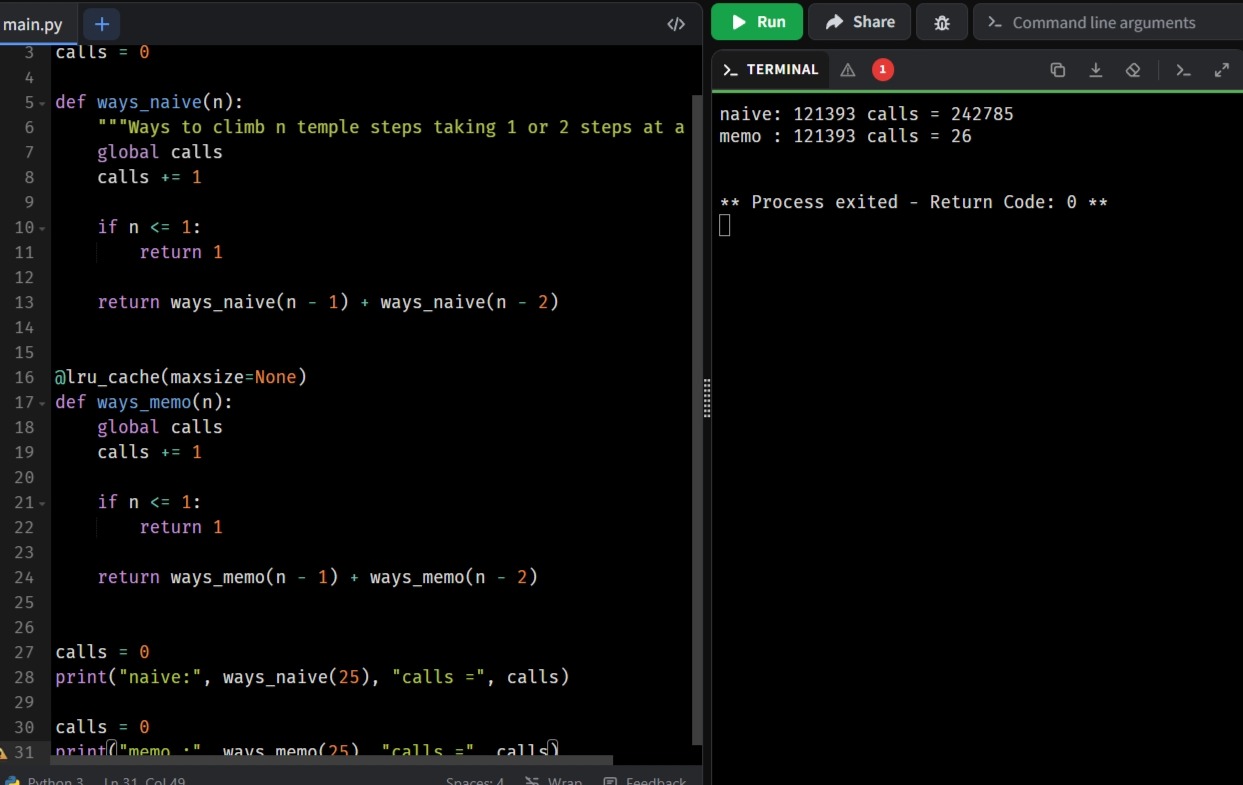 main.py
+
</>
Run
Share
Command line arguments
3 calls = 0
4
5 def ways_naive(n):
6 """Ways to climb n temple steps taking 1 or 2 steps at a
7 global calls
8 calls += 1
9
10 if n <= 1:
11 return 1
12
13 return ways_naive(n - 1) + ways_naive(n - 2)
14
15
16 @lru_cache(maxsize=None)
17 def ways_memo(n):
18 global calls
19 calls += 1
20
21 if n <= 1:
22 return 1
23
24 return ways_memo(n - 1) + ways_memo(n - 2)
25
26
27 calls = 0
28 print("naive:", ways_naive(25), "calls =", calls)
29
30 calls = 0
31 print("memo :", ways_memo(25), "calls =", calls)
Python 3 Ln 31, Col 49 Spaces: 4 Wrap Feedback
TERMINAL 1
naive: 121393 calls = 242785
memo : 121393 calls = 26
** Process exited - Return Code: 0 **